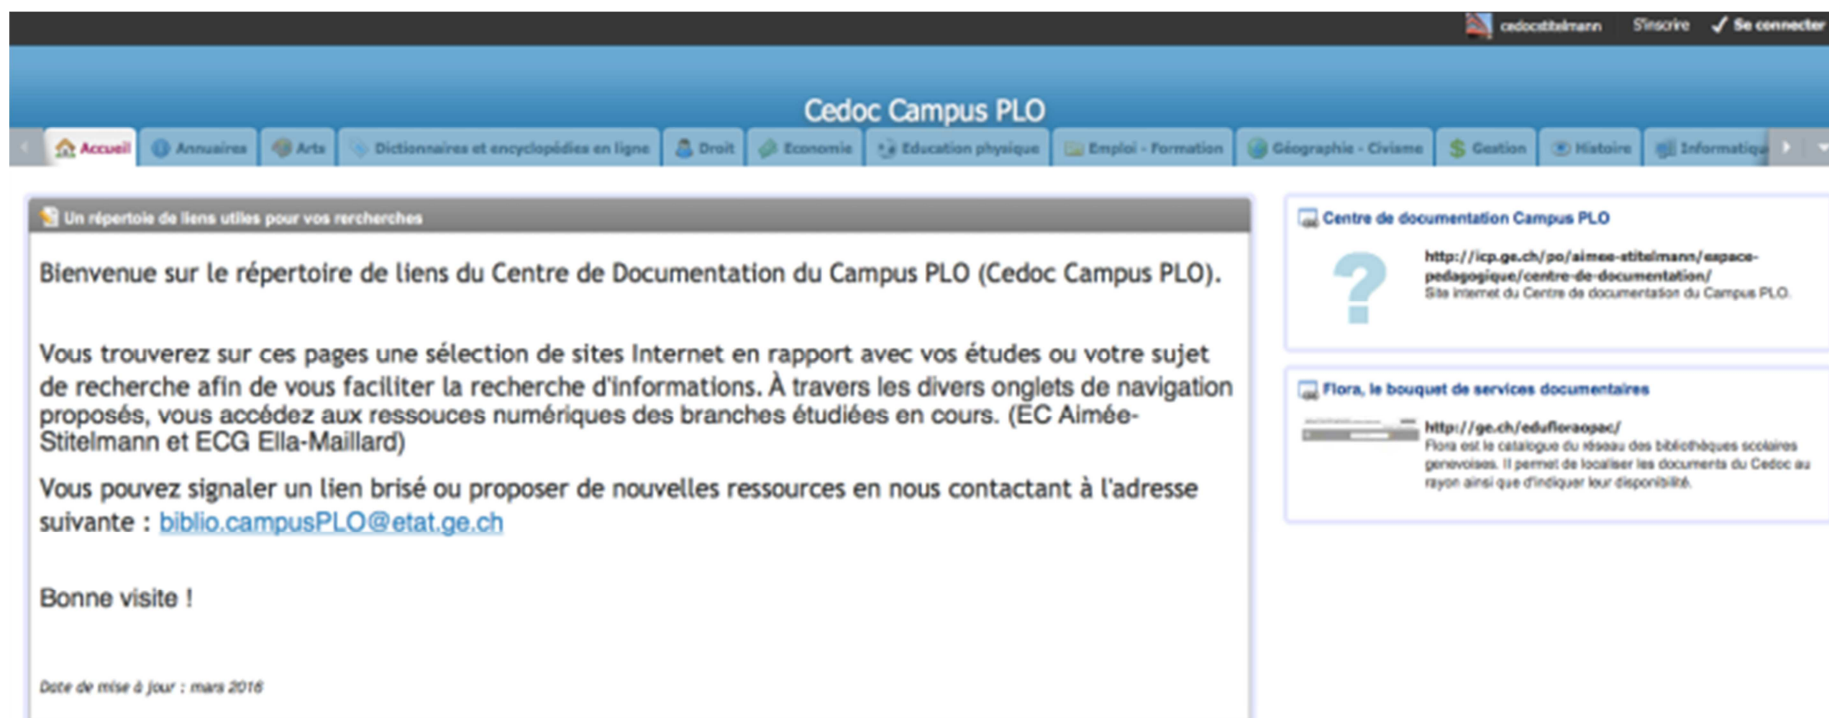 cedocstitelmann S'inscrire Se connecter
Cedoc Campus PLO
Accueil Annuaires Arts Dictionnaires et encyclopédies en ligne Droit Economie Education physique Emploi - Formation Géographie - Civisme $ Gestion Histoire Informatiqu
Un répertoie de liens utiles pour vos rercherches
Bienvenue sur le répertoire de liens du Centre de Documentation du Campus PLO (Cedoc Campus PLO).
Vous trouverez sur ces pages une sélection de sites Internet en rapport avec vos études ou votre sujet
de recherche afin de vous faciliter la recherche d'informations. À travers les divers onglets de navigation
proposés, vous accédez aux ressouces numériques des branches étudiées en cours. (EC Aimée-
Stitelmann et ECG Ella-Maillard)
Vous pouvez signaler un lien brisé ou proposer de nouvelles ressources en nous contactant à l'adresse
suivante : biblio.campusPLO@etat.ge.ch
Bonne visite !
Date de mise à jour : mars 2016
Centre de documentation Campus PLO
?
http://icp.ge.ch/po/aimee-stitelmann/espace-
pedagogique/centre-de-documentation/
Site internet du Centre de documentation du Campus PLO.
Flora, le bouquet de services documentaires
http://ge.ch/edufloraopac/
Flora est le catalogue du réseau des bibliothèques scolaires
genevoises. Il permet de localiser les documents du Cedoc au
rayon ainsi que d'indiquer leur disponibilité.